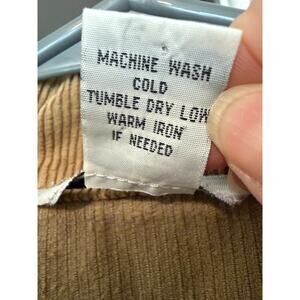 MACHINE WASH
COLD
TUMBLE DRY LOW
WARM IRON
IF NEEDED